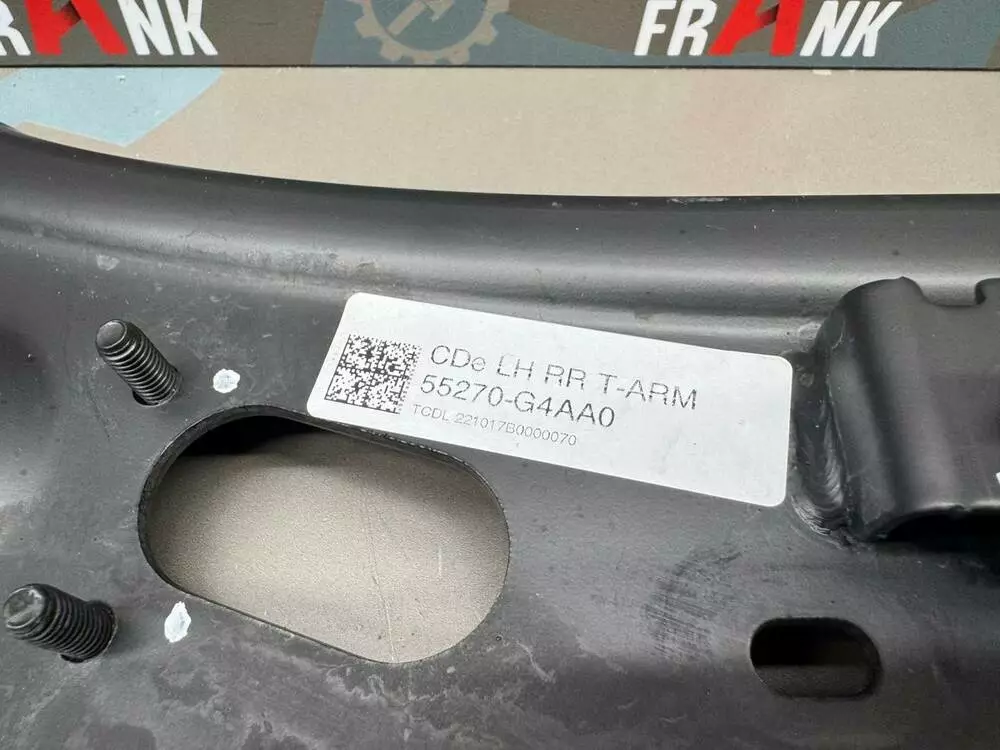 FRANK
FRANK
CDe LH RR T-ARM
55270-G4AA0
TCDL 221017B0000070